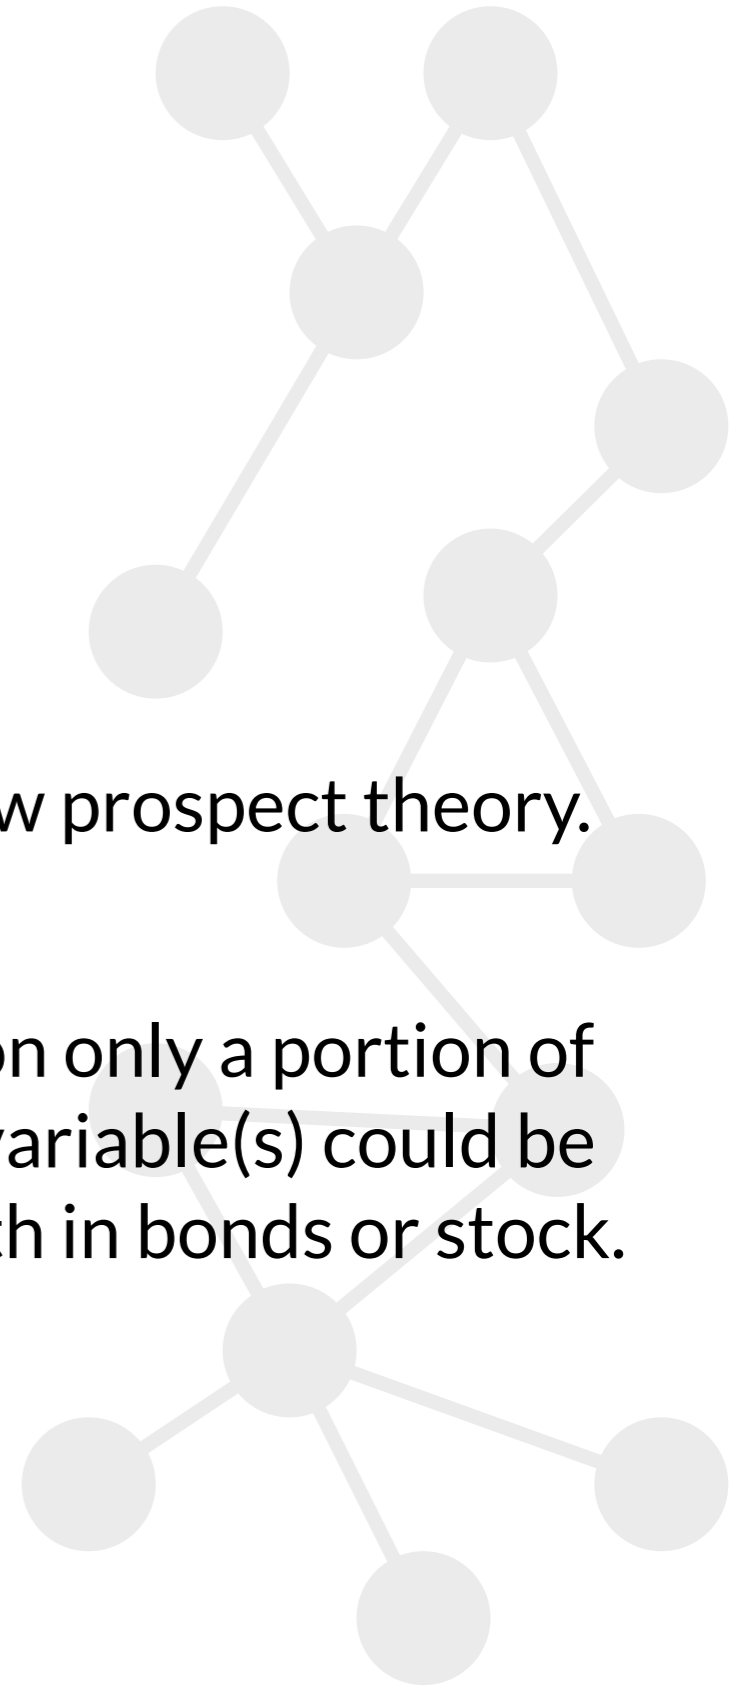 w prospect theory.
on only a portion of
variable(s) could be
th in bonds or stock.